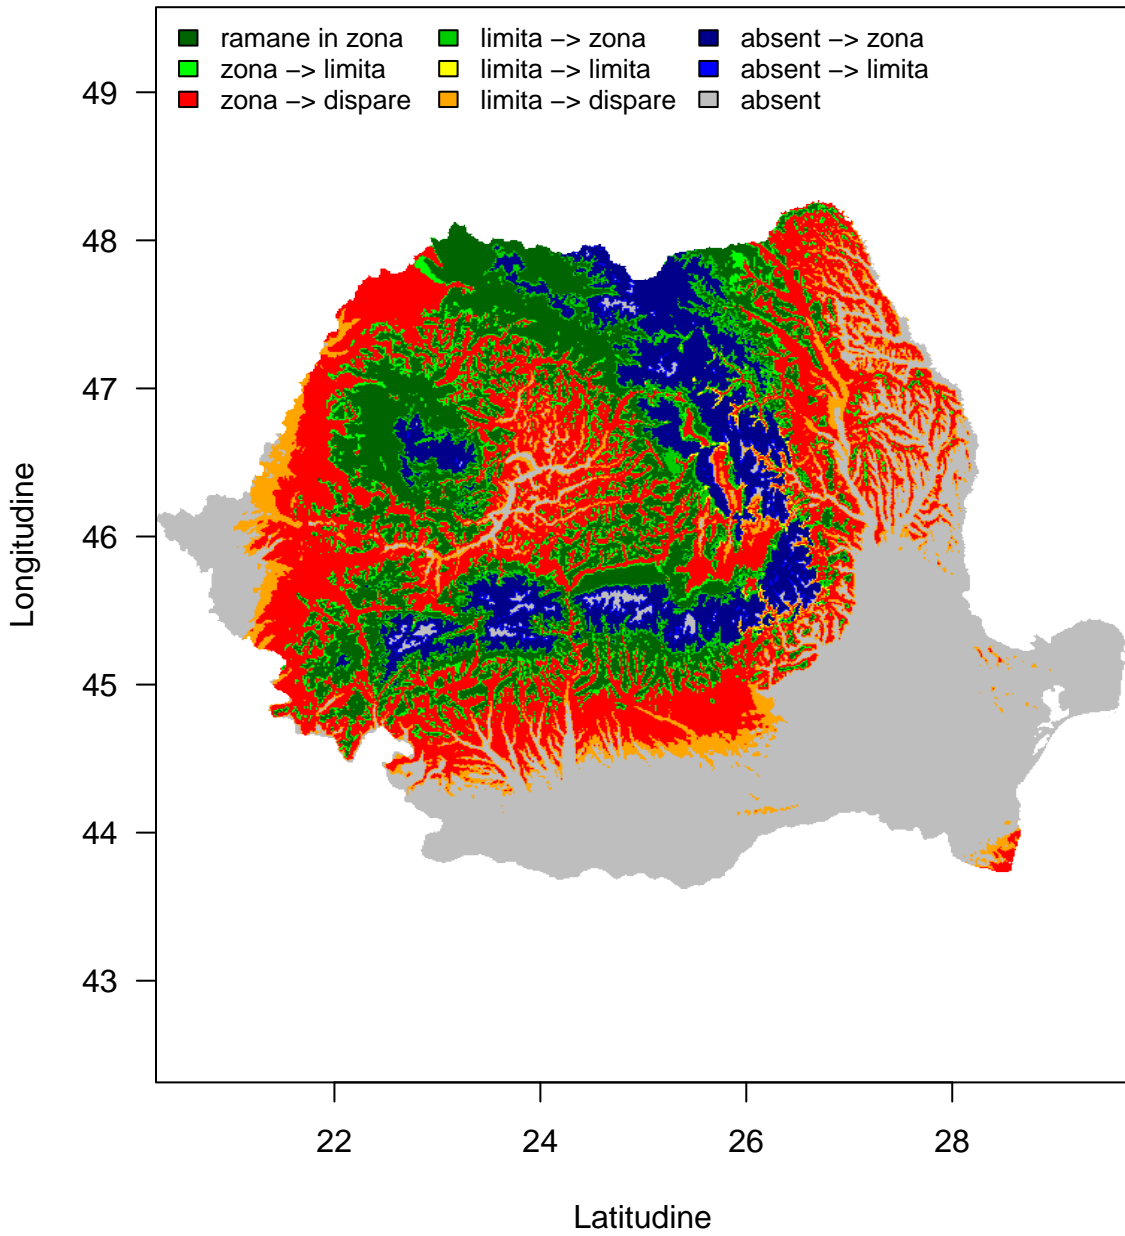 ramane in zona limita −> zona absent −> zona
zona −> limita limita −> limita absent −> limita
zona −> dispare limita −> dispare absent
49
48
47
46
45
44
43
Longitudine
22 24 26 28
Latitudine